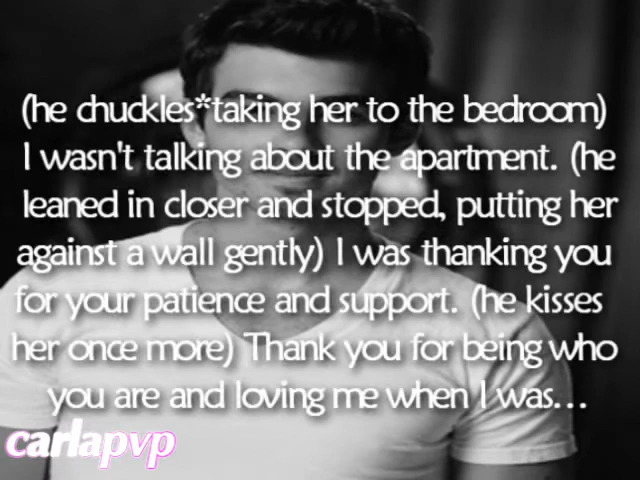 (he chuckles*taking her to the bedroom)
I wasn't talking about the apartment. (he
leaned in closer and stopped, putting her
against a wall gently) I was thanking you
for your patience and support. (he kisses
her once more) Thank you for being who
you are and loving me when I was...
carlapvp